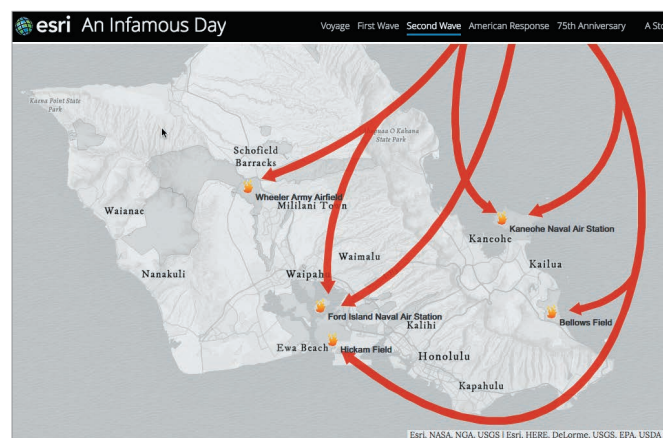 esri An Infamous Day
Voyage First Wave Second Wave American Response 75th Anniversary A Sto
Kaena Point State
Park
O Kahana
State Park
Schofield
Barracks
Wheeler Army Airfield
Mililani Town
Waianae
Kaneohe Naval Air Station
Kaneohe
Waimalu
Kailua
Nanakuli
Waipahu
Ford Island Naval Air Station
Kalihi
Bellows Field
Ewa Beach
Hickam Field
Honolulu
Kapahulu
Esri, NASA, NGA, USGS | Esri, HERE, DeLorme, USGS, EPA, USDA